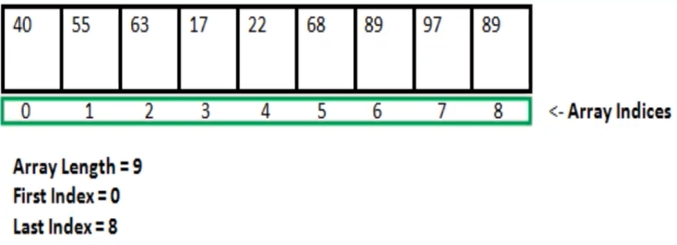 40 55 63 17 22 68 89 97 89
0 1 2 3 4 5 6 7 8 <- Array Indices
Array Length = 9
First Index = 0
Last Index = 8